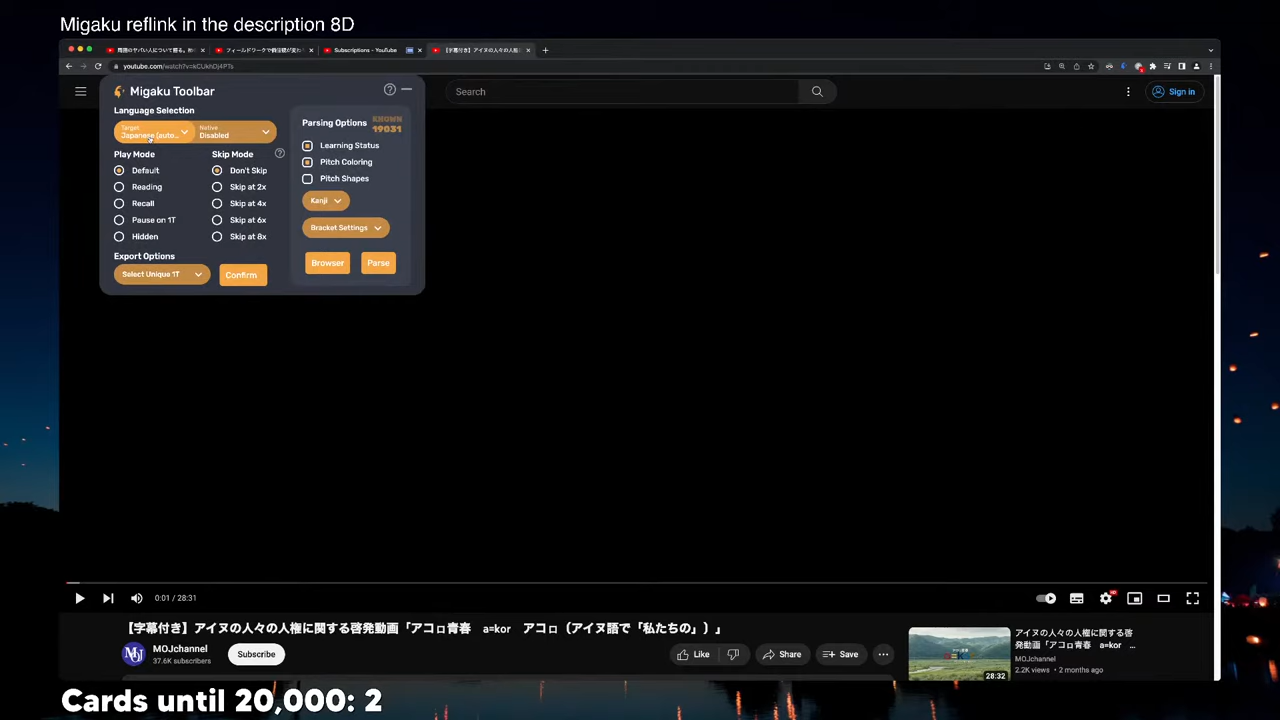 Migaku reflink in the description 8D
Subscriptions - YouTube
youtube.com/watch?v=kCUkhDj4PTs
Migaku Toolbar
Search
Sign in
Language Selection
Target
Japanese (auto...
Native
Disabled
Parsing Options
KNOWN
19031
Learning Status
Pitch Coloring
Pitch Shapes
Kanji
Bracket Settings
Browser
Parse
Play Mode
Default
Reading
Recall
Pause on 1T
Hidden
Skip Mode
Don't Skip
Skip at 2x
Skip at 4x
Skip at 6x
Skip at 8x
Export Options
Select Unique 1T
Confirm
0:01 / 28:31
【字幕付き】アイヌの人々の人権に関する啓発動画「アコㇿ青春 a=kor アコㇿ（アイヌ語で「私たちの」）」
MOJchannel
37.6K subscribers
Subscribe
Like
Share
Save
28:32
アイヌの人々の人権に関する啓
発動画「アコㇿ青春 a=kor ...
MOJchannel
2.2K views • 2 months ago
Cards until 20,000: 2